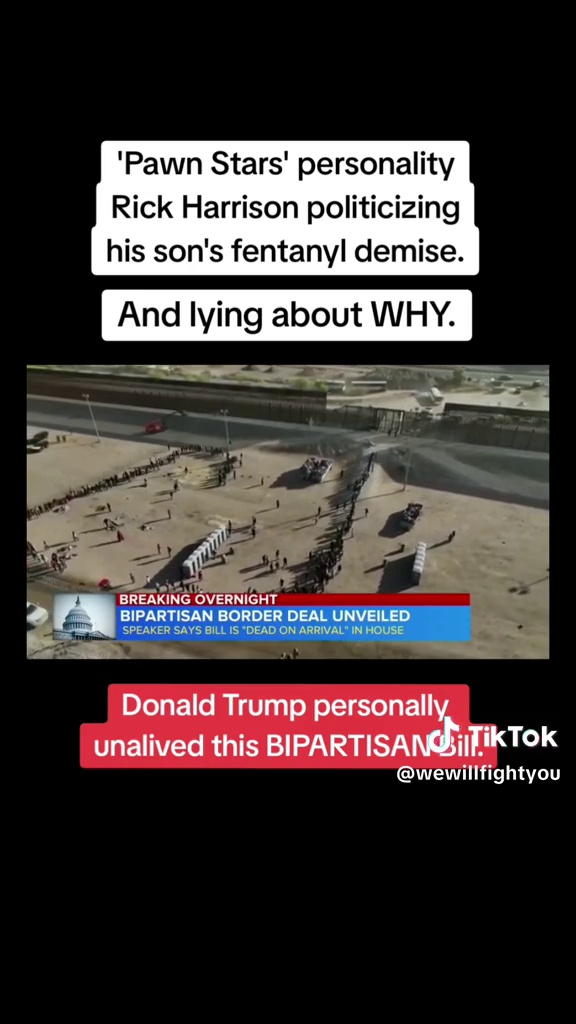 'Pawn Stars' personality
Rick Harrison politicizing
his son's fentanyl demise.
And lying about WHY.
BREAKING OVERNIGHT
BIPARTISAN BORDER DEAL UNVEILED
SPEAKER SAYS BILL IS "DEAD ON ARRIVAL" IN HOUSE
Donald Trump personally
unalived this BIPARTISAN Bill.
TikTok
@wewillfightyou